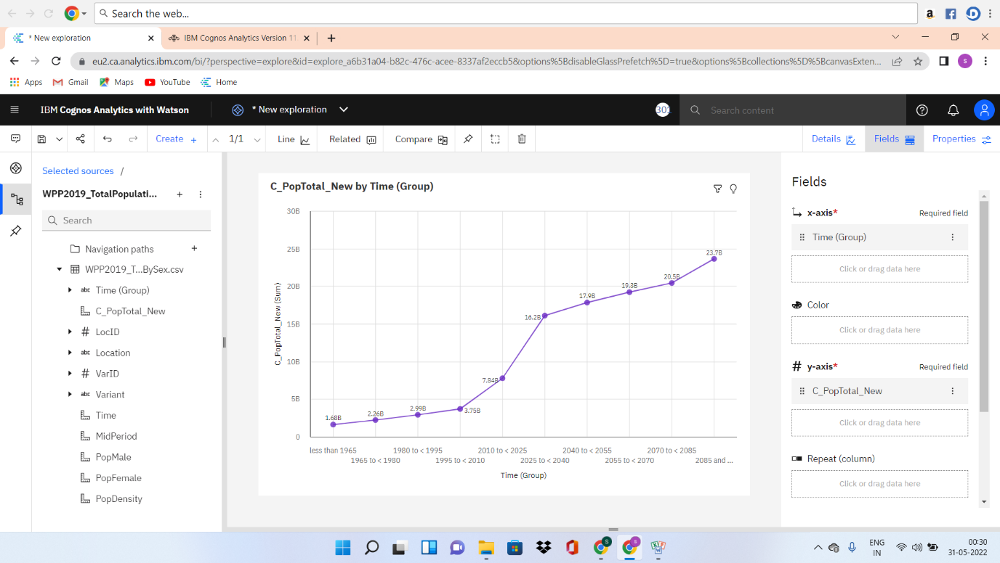 Search the web...
* New exploration
IBM Cognos Analytics Version 11
eu2.ca.analytics.ibm.com/bi/?perspective=explore&id=explore_a6b31a04-b82c-476c-acee-8337af2eccb5&options%5BdisableGlassPrefetch%5D=true&options%5Bcollections%5D%5BcanvasExten...
S
Apps Gmail Maps YouTube Home
IBM Cognos Analytics with Watson
* New exploration
301
Search content
Create +
1/1
Line
Related
Compare
Details
Fields
Properties
Selected sources /
WPP2019_TotalPopulati...
Search
Navigation paths
WPP2019_T...BySex.csv
abc Time (Group)
C_PopTotal_New
# LocID
abc Location
# VarID
abc Variant
Time
MidPeriod
PopMale
PopFemale
PopDensity
C_PopTotal_New by Time (Group)
C_PopTotal_New (Sum)
30B
25B
20B
15B
10B
5B
0
1.68B
2.26B
2.99B
3.75B
7.84B
16.2B
17.9B
19.3B
20.5B
23.7B
less than 1965
1965 to < 1980
1980 to < 1995
1995 to < 2010
2010 to < 2025
2025 to < 2040
2040 to < 2055
2055 to < 2070
2070 to < 2085
2085 and ...
Time (Group)
Fields
x-axis* Required field
Time (Group)
Click or drag data here
Color
Click or drag data here
# y-axis* Required field
C_PopTotal_New
Click or drag data here
Repeat (column)
Click or drag data here
ENG
IN
00:30
31-05-2022